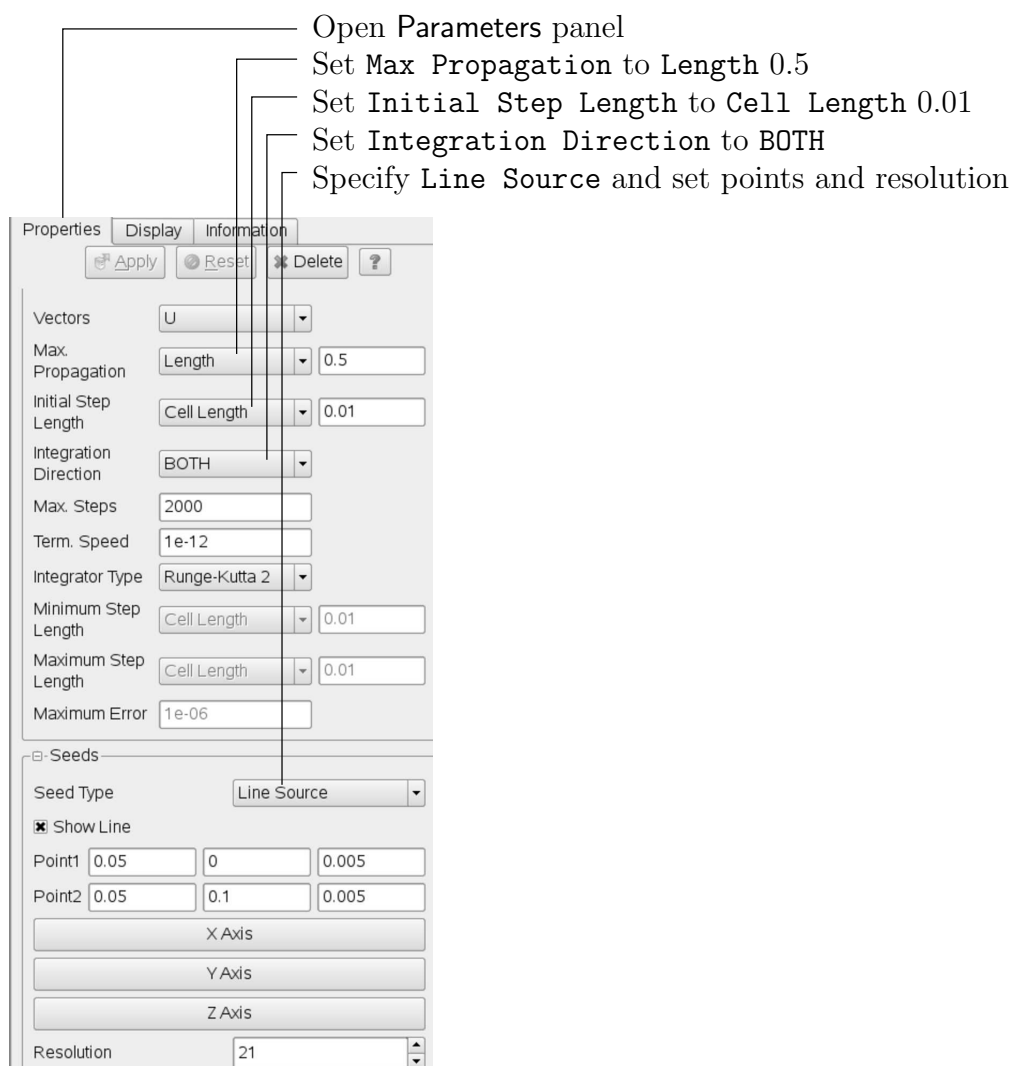 Open Parameters panel
Set Max Propagation to Length 0.5
Set Initial Step Length to Cell Length 0.01
Set Integration Direction to BOTH
Specify Line Source and set points and resolution
Properties Display Information
Apply Reset Delete ?
Vectors U
Max.
Propagation Length 0.5
Initial Step
Length Cell Length 0.01
Integration
Direction BOTH
Max. Steps 2000
Term. Speed 1e-12
Integrator Type Runge-Kutta 2
Minimum Step
Length Cell Length 0.01
Maximum Step
Length Cell Length 0.01
Maximum Error 1e-06
Seeds
Seed Type Line Source
Show Line
Point1 0.05 0 0.005
Point2 0.05 0.1 0.005
X Axis
Y Axis
Z Axis
Resolution 21